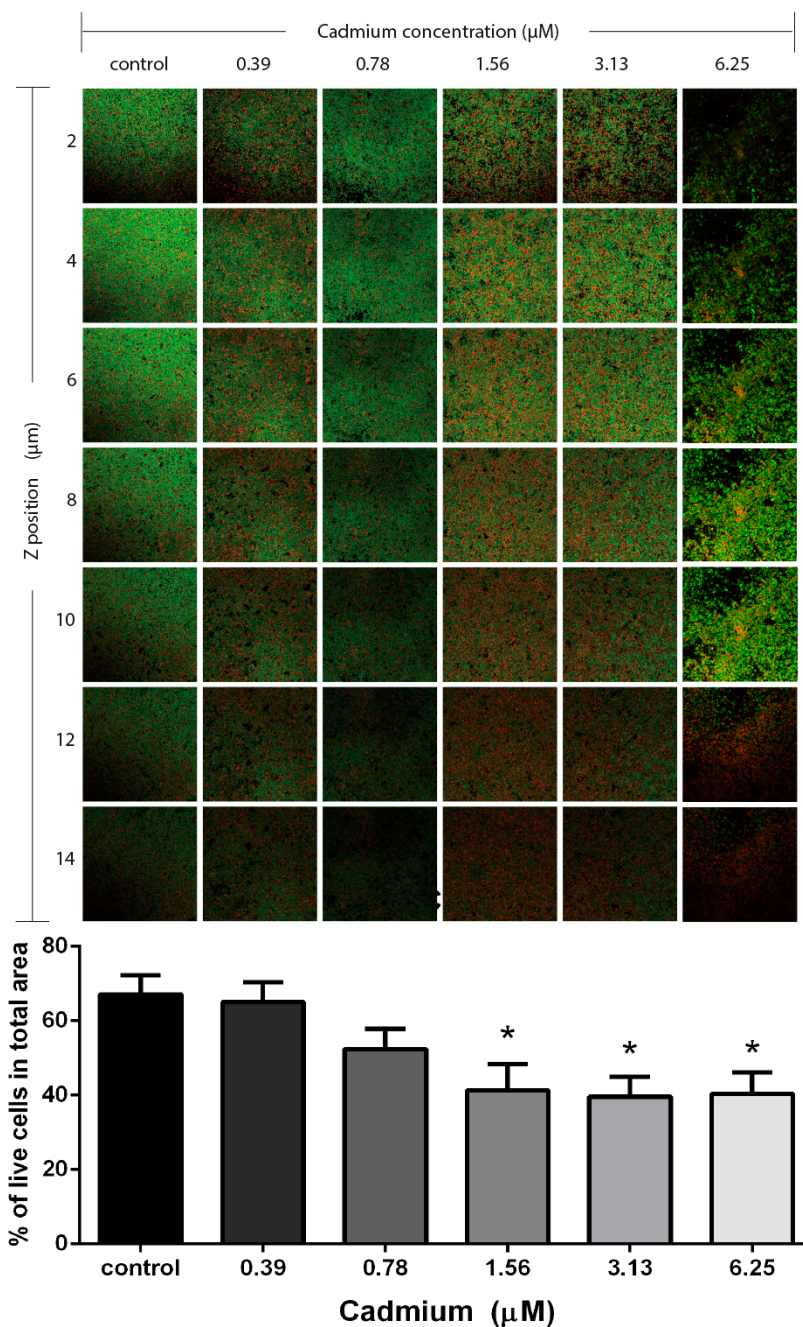 Cadmium concentration (µM)
control 0.39 0.78 1.56 3.13 6.25
Z position (µm)
2
4
6
8
10
12
14
% of live cells in total area
80
60
40
20
0
* * *
control 0.39 0.78 1.56 3.13 6.25
Cadmium (µM)